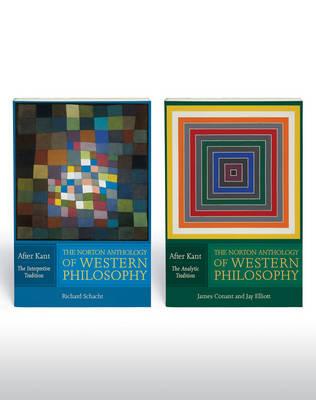 After Kant
The Interpretive
Tradition
THE NORTON ANTHOLOGY
OF WESTERN
PHILOSOPHY
Richard Schacht
After Kant
The Analytic
Tradition
THE NORTON ANTHOLOGY
OF WESTERN
PHILOSOPHY
James Conant and Jay Elliott